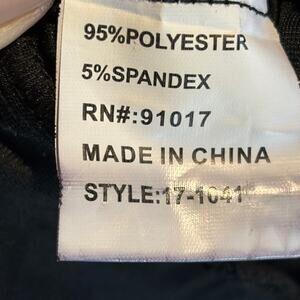 95%POLYESTER
5%SPANDEX
RN#:91017
MADE IN CHINA
STYLE:17-1041